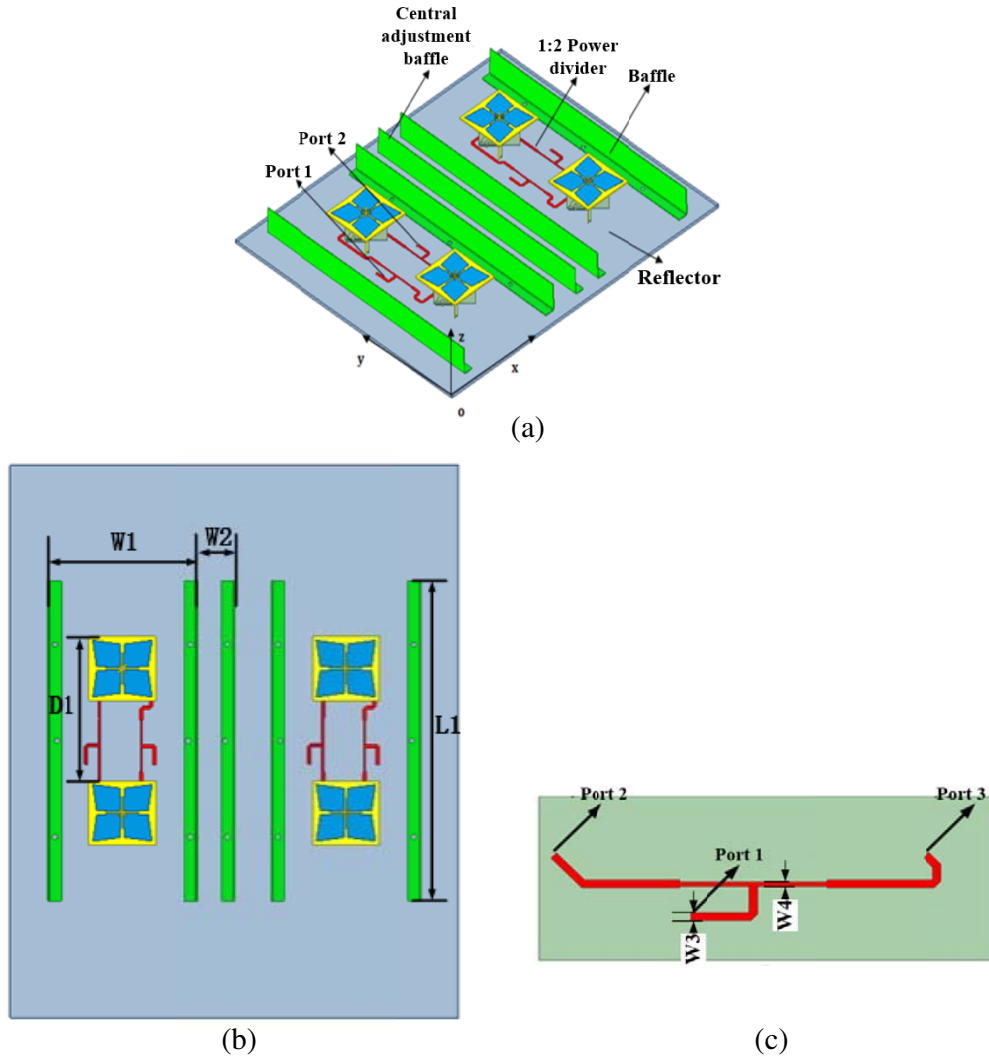 Central
adjustment
baffle
1:2 Power
divider
Baffle
Port 2
Port 1
Reflector
z
y
x
o
(a)
W1
W2
D1
L1
(b)
Port 2
Port 3
Port 1
W3
W4
(c)